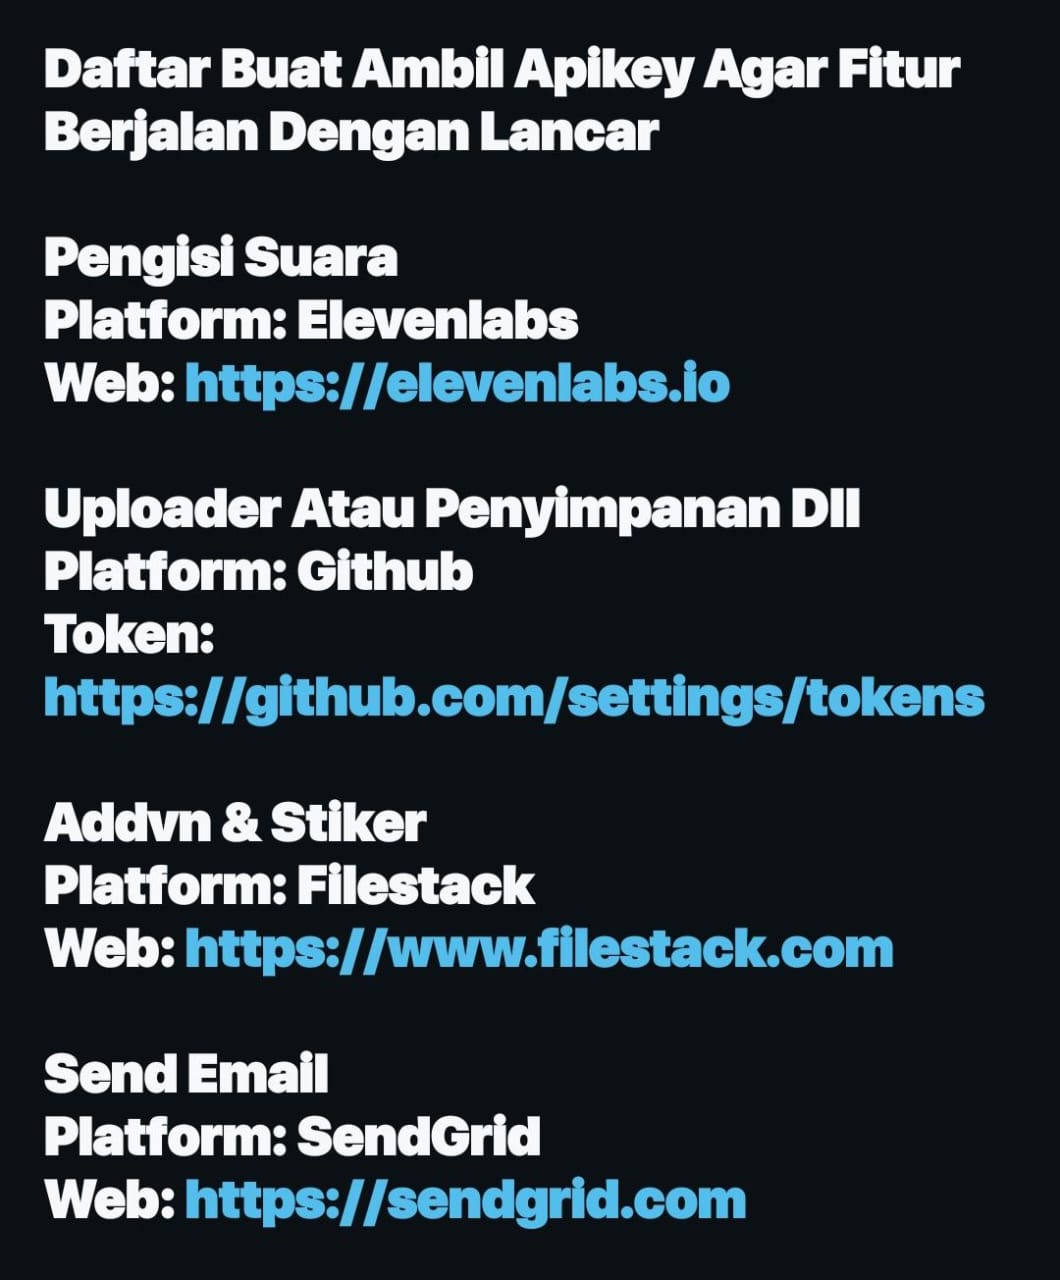 Daftar Buat Ambil Apikey Agar Fitur
Berjalan Dengan Lancar
Pengisi Suara
Platform: Elevenlabs
Web: https://elevenlabs.io
Uploader Atau Penyimpanan Dll
Platform: Github
Token:
https://github.com/settings/tokens
Addvn & Stiker
Platform: Filestack
Web: https://www.filestack.com
Send Email
Platform: SendGrid
Web: https://sendgrid.com